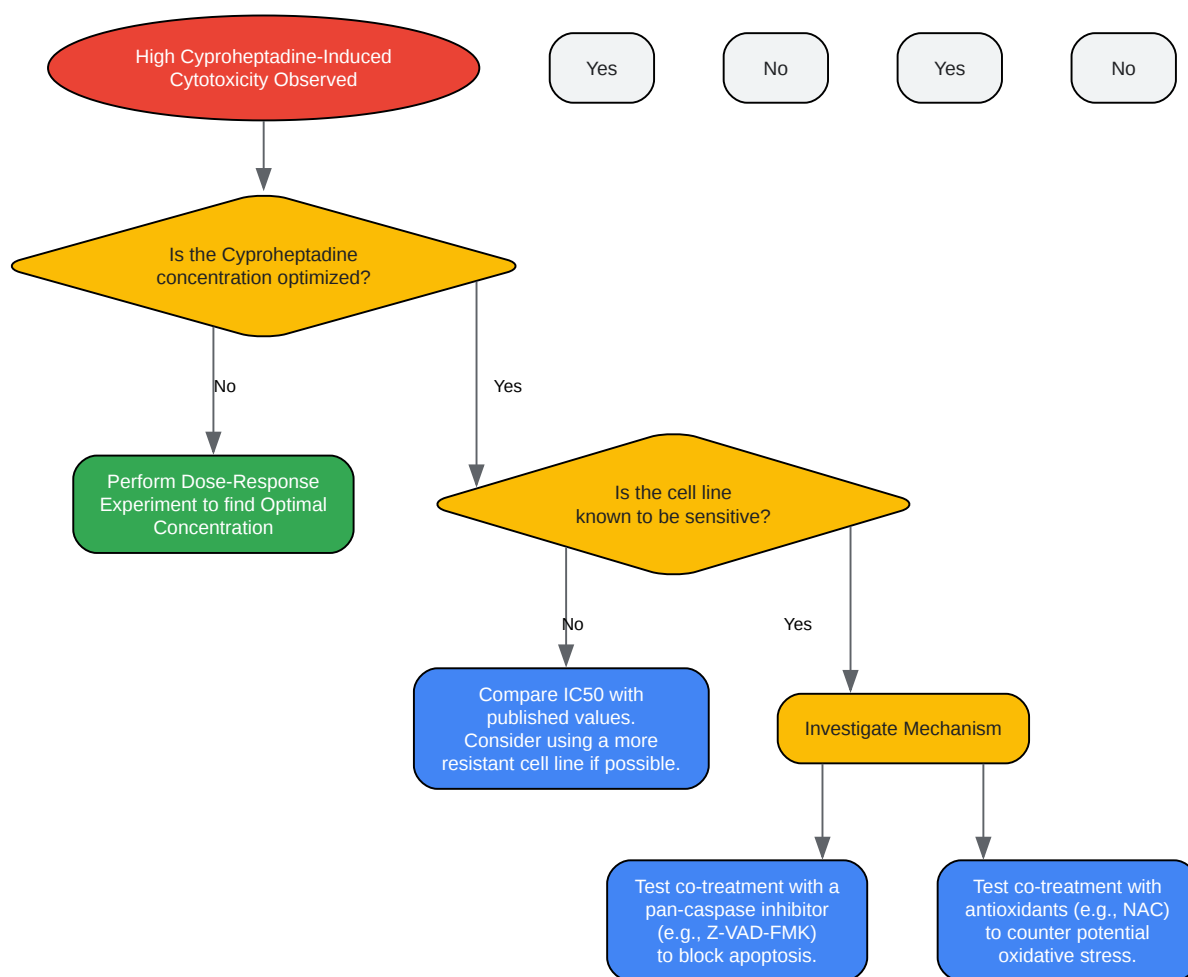 High Cyproheptadine-Induced
Cytotoxicity Observed
Yes
No
Yes
No
Is the Cyproheptadine
concentration optimized?
No
Yes
Perform Dose-Response
Experiment to find Optimal
Concentration
Is the cell line
known to be sensitive?
No
Yes
Compare IC50 with
published values.
Consider using a more
resistant cell line if possible.
Investigate Mechanism
Test co-treatment with a
pan-caspase inhibitor
(e.g., Z-VAD-FMK)
to block apoptosis.
Test co-treatment with
antioxidants (e.g., NAC)
to counter potential
oxidative stress.